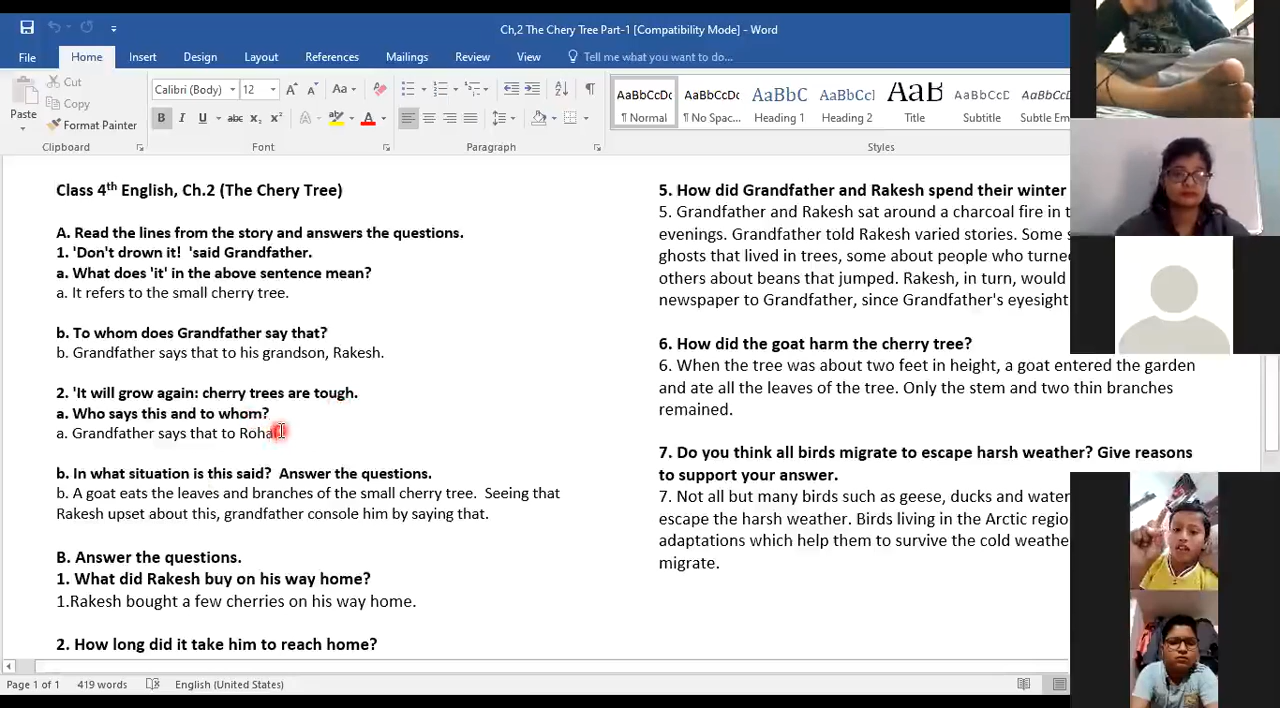 Ch,2 The Chery Tree Part-1 [Compatibility Mode] - Word
File Home Insert Design Layout References Mailings Review View Tell me what you want to do...
Cut
Copy
Format Painter
Paste
Clipboard
Calibri (Body) 12
Font
Paragraph
AaBbCcDc AaBbCcDc AaBbC AaBbCcI AaB AaBbCcD AaBbCcD
¶ Normal ¶ No Spac... Heading 1 Heading 2 Title Subtitle Subtle Em
Styles
Class 4th English, Ch.2 (The Chery Tree)
A. Read the lines from the story and answers the questions.
1. 'Don't drown it! 'said Grandfather.
a. What does 'it' in the above sentence mean?
a. It refers to the small cherry tree.
b. To whom does Grandfather say that?
b. Grandfather says that to his grandson, Rakesh.
2. 'It will grow again: cherry trees are tough.
a. Who says this and to whom?
a. Grandfather says that to
b. In what situation is this said? Answer the questions.
b. A goat eats the leaves and branches of the small cherry tree. Seeing that
Rakesh upset about this, grandfather console him by saying that.
B. Answer the questions.
1. What did Rakesh buy on his way home?
1.Rakesh bought a few cherries on his way home.
2. How long did it take him to reach home?
5. How did Grandfather and Rakesh spend their winter
5. Grandfather and Rakesh sat around a charcoal fire in
evenings. Grandfather told Rakesh varied stories. Some
ghosts that lived in trees, some about people who turne
others about beans that jumped. Rakesh, in turn, would
newspaper to Grandfather, since Grandfather's eyesight
6. How did the goat harm the cherry tree?
6. When the tree was about two feet in height, a goat entered the garden
and ate all the leaves of the tree. Only the stem and two thin branches
remained.
7. Do you think all birds migrate to escape harsh weather? Give reasons
to support your answer.
7. Not all but many birds such as geese, ducks and water
escape the harsh weather. Birds living in the Arctic regio
adaptations which help them to survive the cold weathe
migrate.
Page 1 of 1 419 words English (United States)